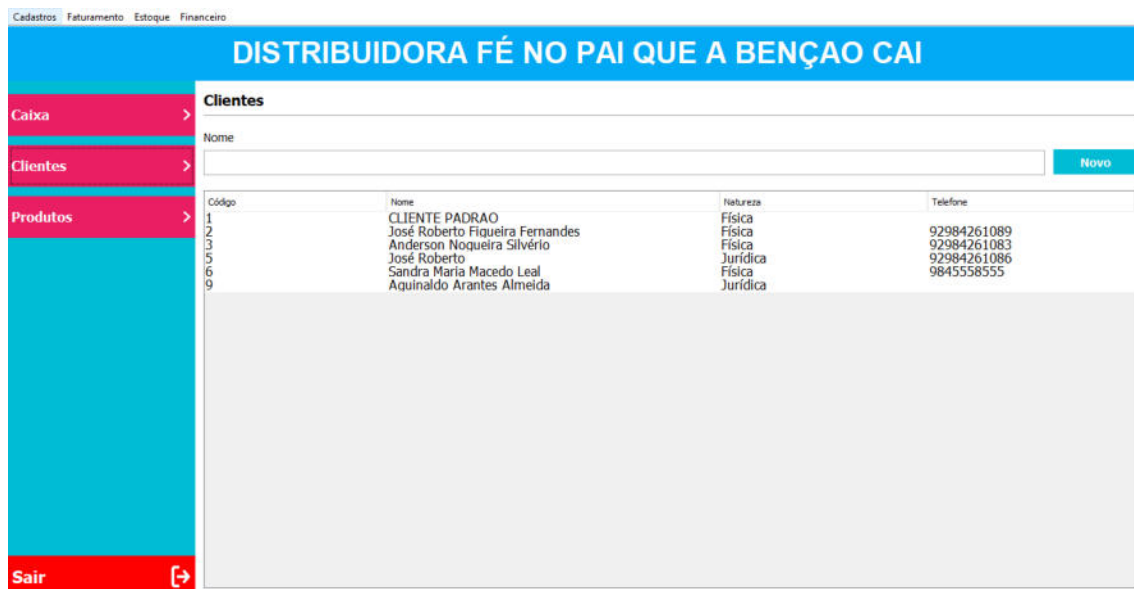 Cadastros Faturamento Estoque Financeiro
DISTRIBUIDORA FÉ NO PAI QUE A BENÇAO CAI
Caixa
Clientes
Produtos
Sair
Clientes
Nome
Novo
Código Nome Natureza Telefone
1 CLIENTE PADRAO Física
2 José Roberto Figueira Fernandes Física 92984261089
3 Anderson Nogueira Silvério Física 92984261083
5 José Roberto Jurídica 92984261086
6 Sandra Maria Macedo Leal Física 9845558555
9 Aguinaldo Arantes Almeida Jurídica